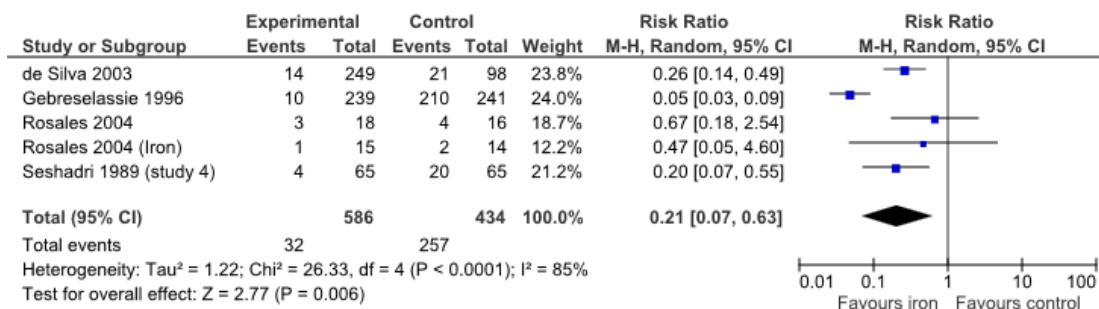 Experimental Control Risk Ratio Risk Ratio
Study or Subgroup Events Total Events Total Weight M-H, Random, 95% CI M-H, Random, 95% CI
de Silva 2003 14 249 21 98 23.8% 0.26 [0.14, 0.49]
Gebreselassie 1996 10 239 210 241 24.0% 0.05 [0.03, 0.09]
Rosales 2004 3 18 4 16 18.7% 0.67 [0.18, 2.54]
Rosales 2004 (Iron) 1 15 2 14 12.2% 0.47 [0.05, 4.60]
Seshadri 1989 (study 4) 4 65 20 65 21.2% 0.20 [0.07, 0.55]
Total (95% CI) 586 434 100.0% 0.21 [0.07, 0.63]
Total events 32 257
Heterogeneity: Tau² = 1.22; Chi² = 26.33, df = 4 (P < 0.0001); I² = 85%
Test for overall effect: Z = 2.77 (P = 0.006)
0.01 0.1 1 10 100
Favours iron Favours control